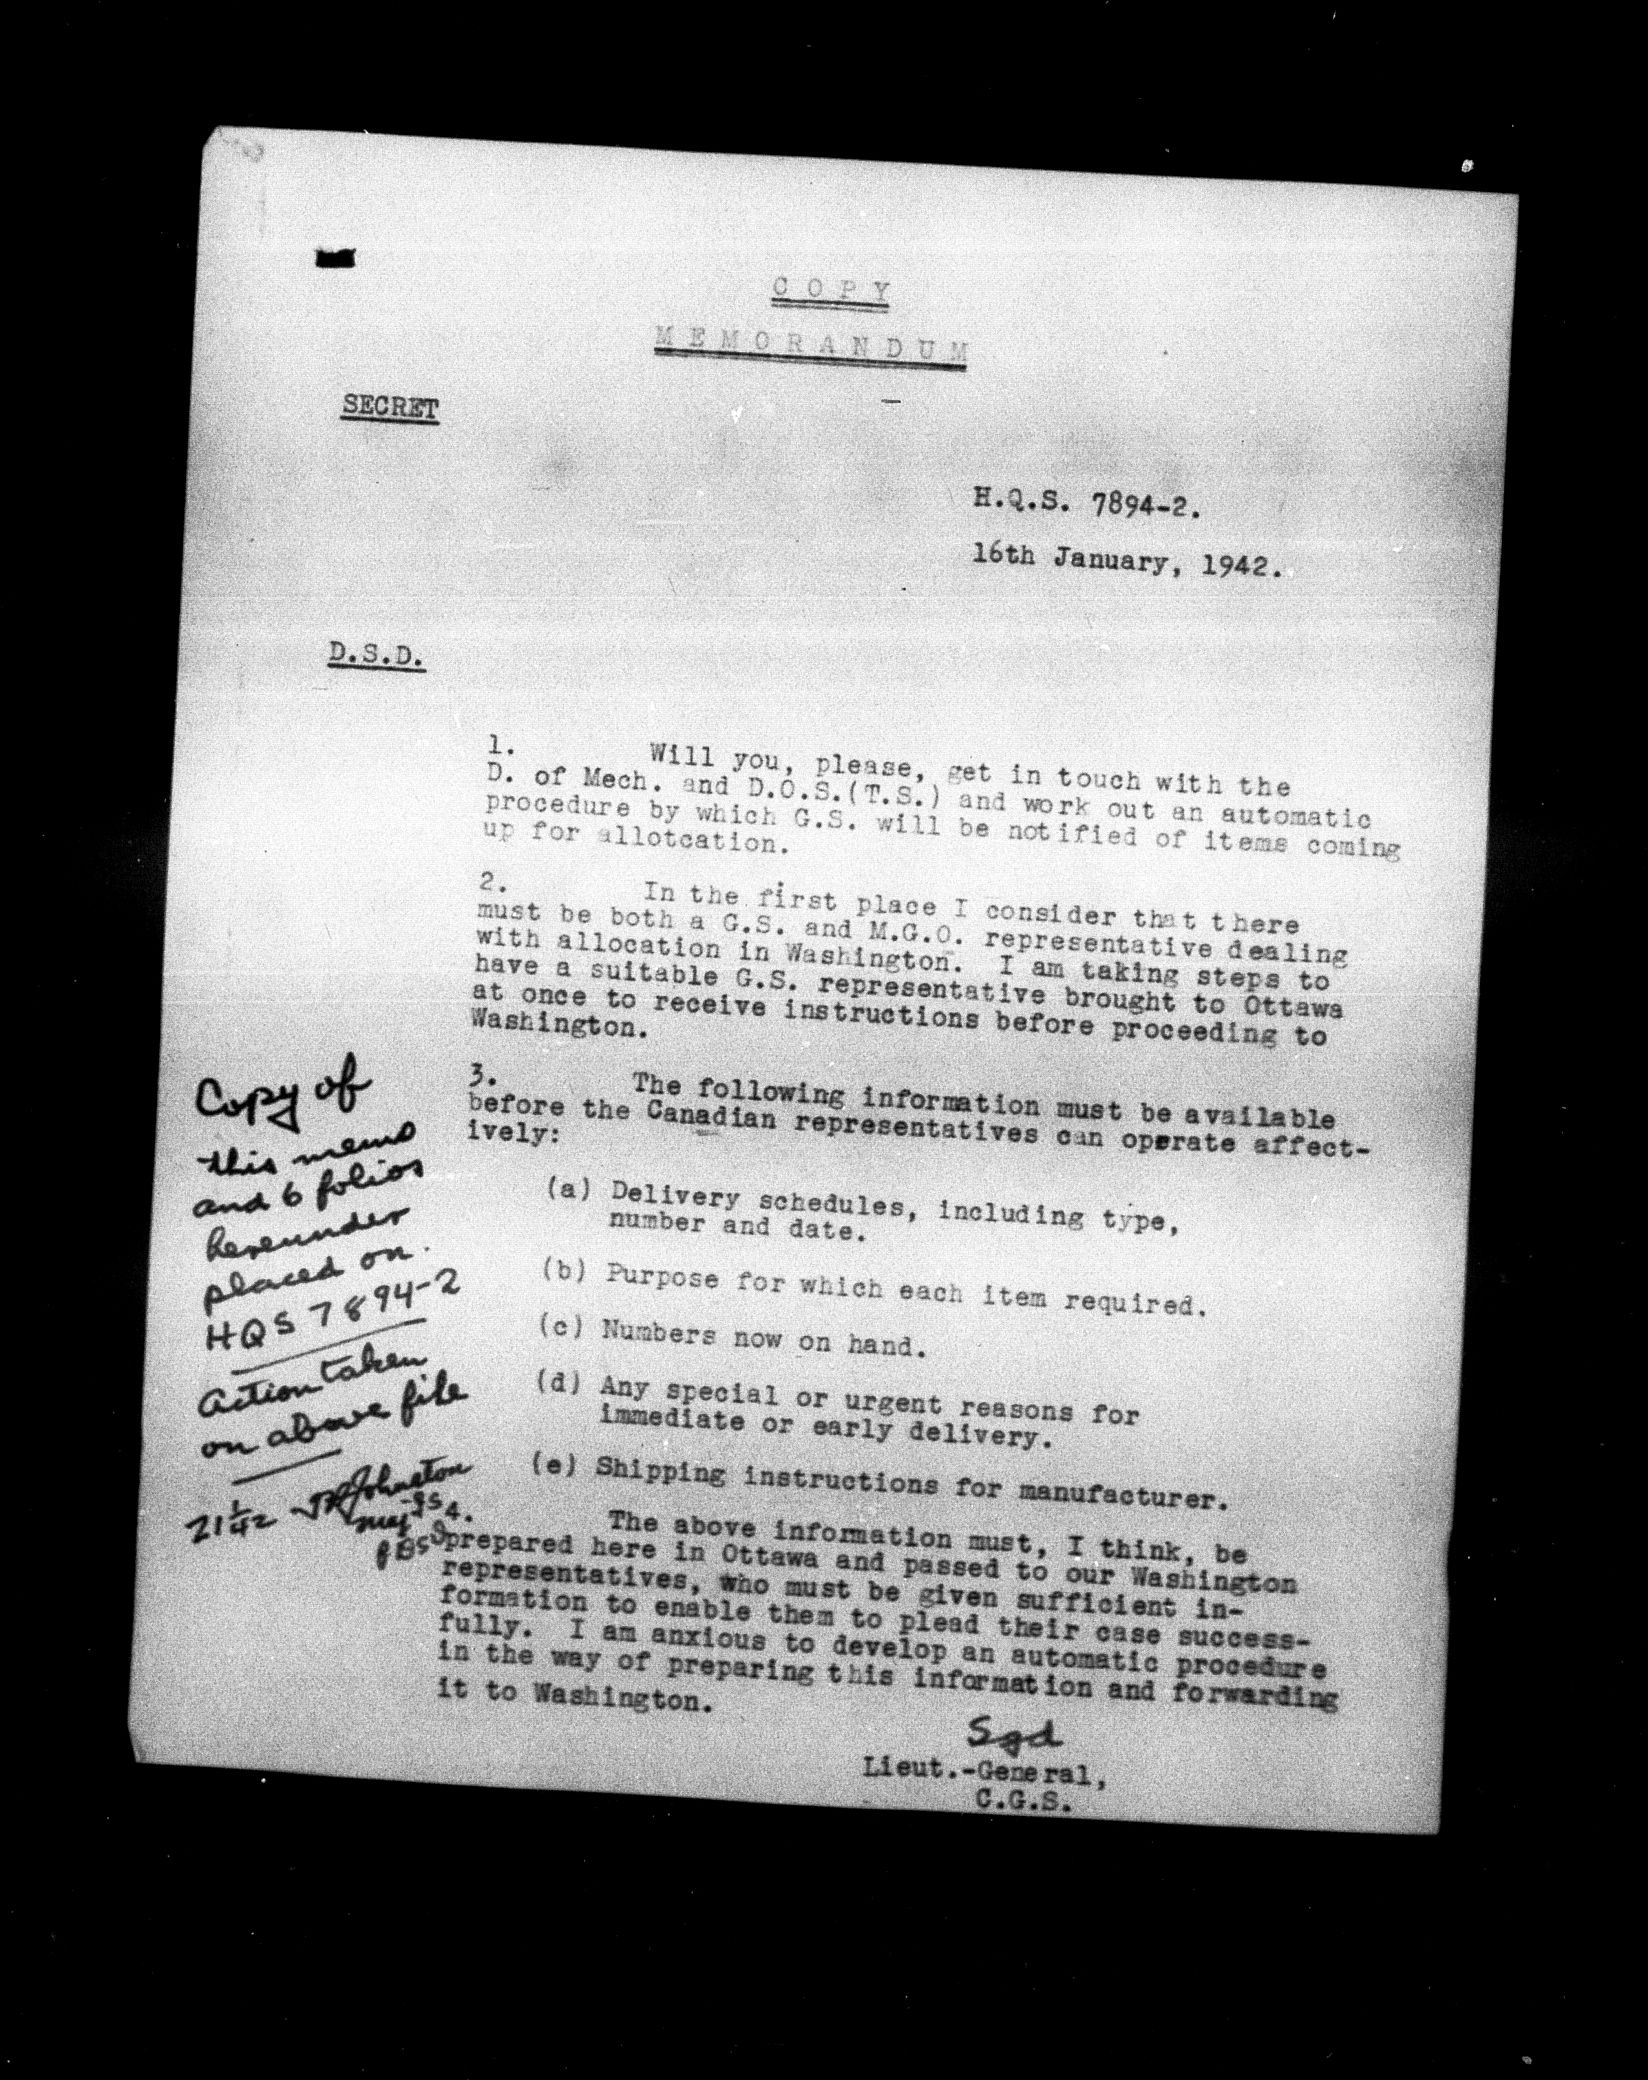 C O P Y
M E M O R A N D U M
SECRET
H.Q.S. 7894-2.
16th January, 1942.
D.S.D.
1. Will you, please, get in touch with the
D. of Mech. and D.O.S.(T.S.) and work out an automatic
procedure by which G.S. will be notified of items coming
up for allotcation.
2. In the first place I consider that there
must be both a G.S. and M.G.O. representative dealing
with allocation in Washington. I am taking steps to
have a suitable G.S. representative brought to Ottawa
at once to receive instructions before proceeding to
Washington.
3. The following information must be available
before the Canadian representatives can operate affect-
ively:
(a) Delivery schedules, including type,
number and date.
(b) Purpose for which each item required.
(c) Numbers now on hand.
(d) Any special or urgent reasons for
immediate or early delivery.
(e) Shipping instructions for manufacturer.
4. The above information must, I think, be
prepared here in Ottawa and passed to our Washington
representatives, who must be given sufficient in-
formation to enable them to plead their case success-
fully. I am anxious to develop an automatic procedure
in the way of preparing this information and forwarding
it to Washington.
Sgd
Lieut.-General,
C.G.S.
Copy of
this memo
and 6 folios
hereunder
placed on
HQS 7894-2
Action taken
on above file
21 1/42 Johnston